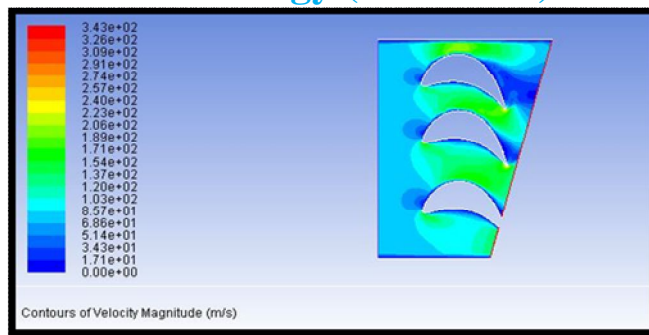 3.43e+02
3.26e+02
3.09e+02
2.91e+02
2.74e+02
2.57e+02
2.40e+02
2.23e+02
2.06e+02
1.89e+02
1.71e+02
1.54e+02
1.37e+02
1.20e+02
1.03e+02
8.57e+01
6.86e+01
5.14e+01
3.43e+01
1.71e+01
0.00e+00
Contours of Velocity Magnitude (m/s)